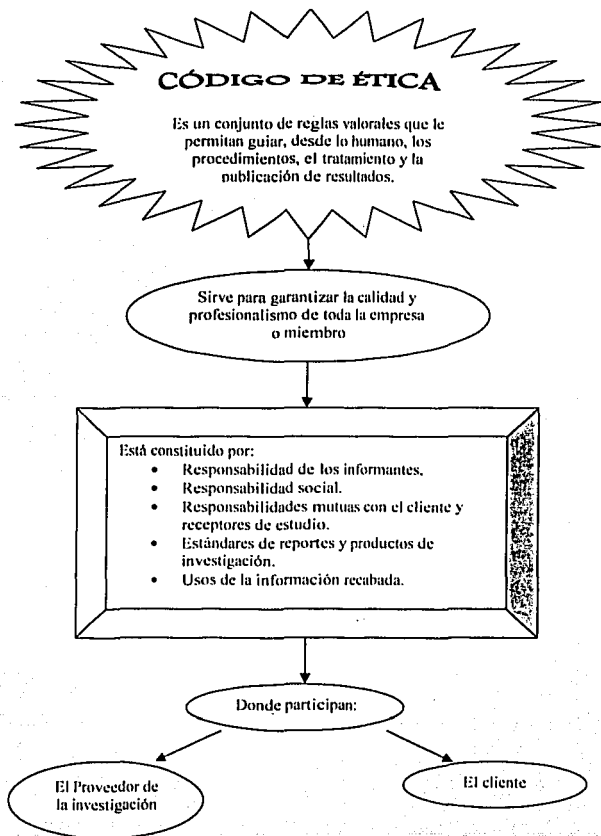 CÓDIGO DE ÉTICA
Es un conjunto de reglas valorales que le
permitan guiar, desde lo humano, los
procedimientos, el tratamiento y la
publicación de resultados.
Sirve para garantizar la calidad y
profesionalismo de toda la empresa
o miembro
Está constituido por:
• Responsabilidad de los informantes.
• Responsabilidad social.
• Responsabilidades mutuas con el cliente y
receptores de estudio.
• Estándares de reportes y productos de
investigación.
• Usos de la información recabada.
Donde participan:
El Proveedor de
la investigación
El cliente